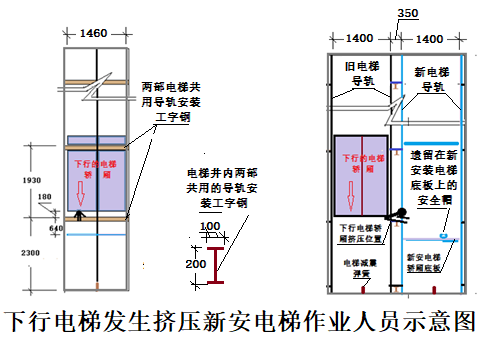 350
1460
1400
1400
旧电梯
导轨
新电梯
导轨
两部电梯共
用导轨安装
工字钢
下行的电梯
轿 厢
1930
180
640
2300
电梯井内两部
共用的导轨安
装工字钢
100
200
下行的电梯
轿 厢
遗留在新
安装电梯
底板上的
安全帽
下行电梯轿
厢挤压位置
新安电梯
轿厢底板
电梯减震
弹簧
下行电梯发生挤压新安电梯作业人员示意图